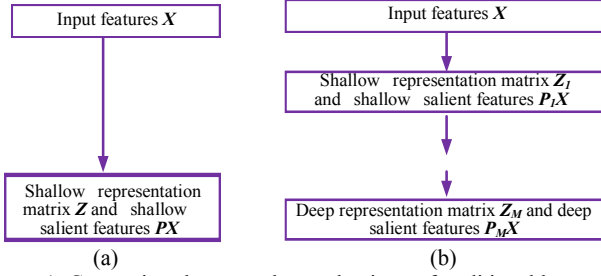 Input features X
Shallow representation
matrix Z and shallow
salient features PX
(a)
Input features X
Shallow representation matrix Z1
and shallow salient features P1X
Deep representation matrix ZM and deep
salient features PMX
(b)